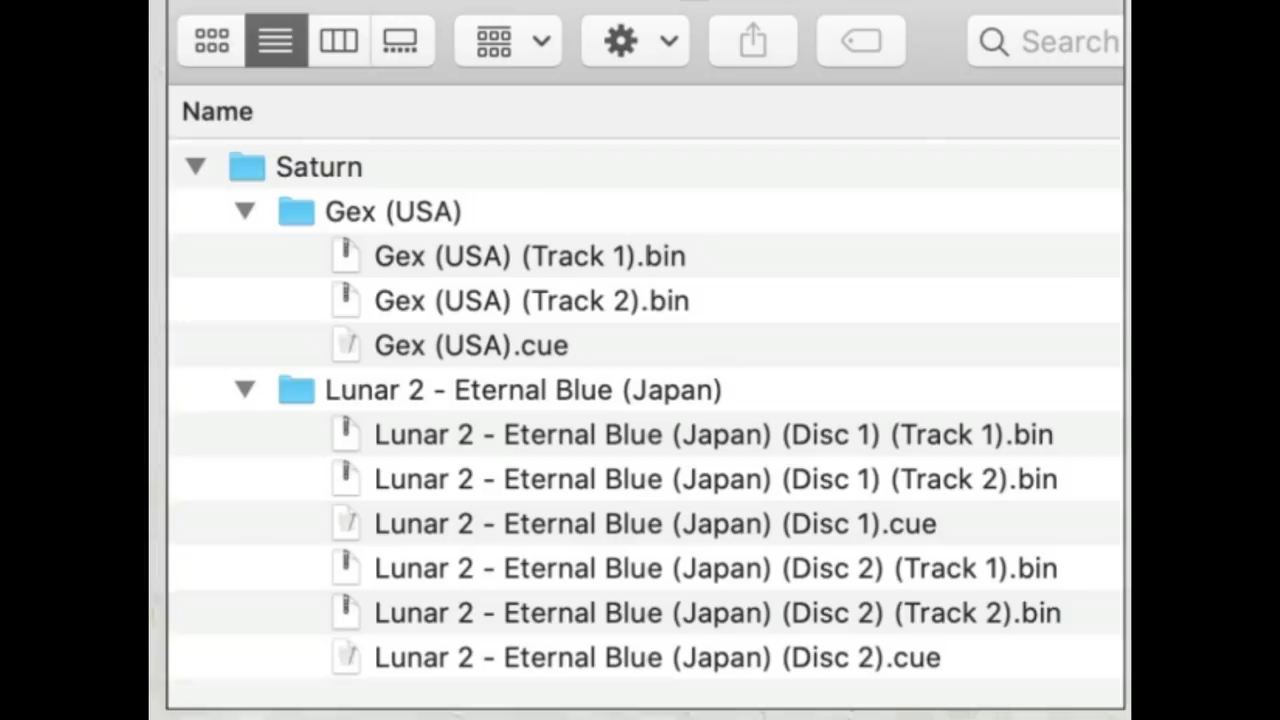 Search
Name
Saturn
Gex (USA)
Gex (USA) (Track 1).bin
Gex (USA) (Track 2).bin
Gex (USA).cue
Lunar 2 - Eternal Blue (Japan)
Lunar 2 - Eternal Blue (Japan) (Disc 1) (Track 1).bin
Lunar 2 - Eternal Blue (Japan) (Disc 1) (Track 2).bin
Lunar 2 - Eternal Blue (Japan) (Disc 1).cue
Lunar 2 - Eternal Blue (Japan) (Disc 2) (Track 1).bin
Lunar 2 - Eternal Blue (Japan) (Disc 2) (Track 2).bin
Lunar 2 - Eternal Blue (Japan) (Disc 2).cue